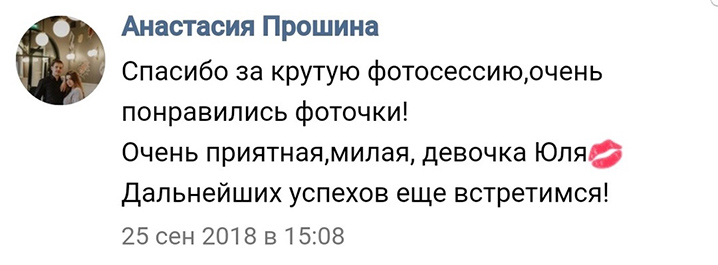 Анастасия Прошина
Спасибо за крутую фотосессию,очень
понравились фоточки!
Очень приятная,милая, девочка Юля💋
Дальнейших успехов еще встретимся!
25 сен 2018 в 15:08